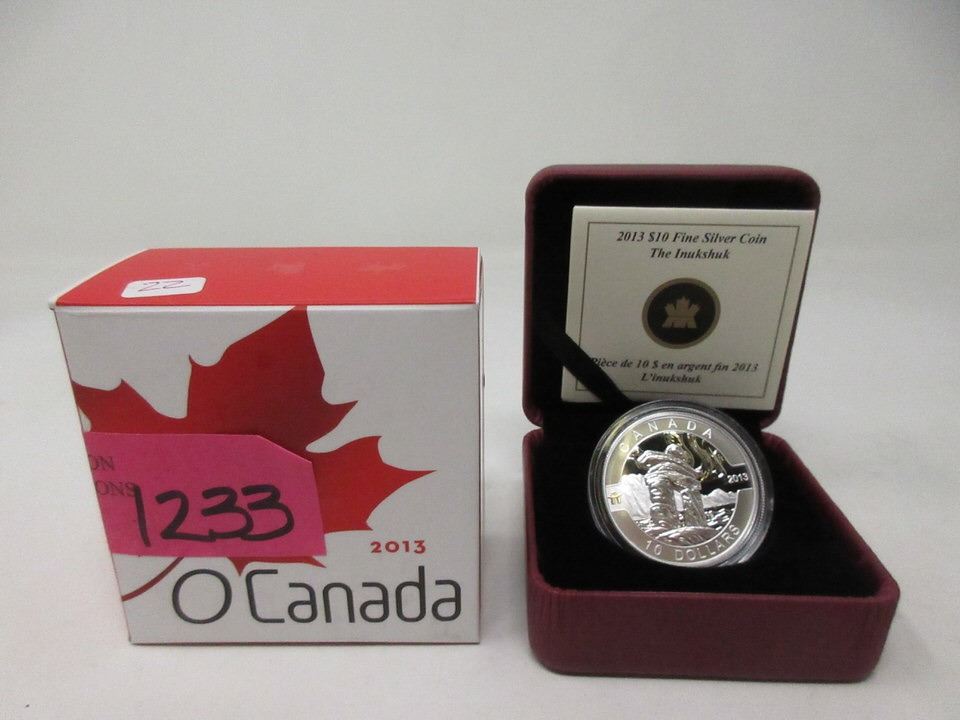 22
ON
ONS
1233
2013
O Canada
2013 $10 Fine Silver Coin
The Inukshuk
Pièce de 10 $ en argent fin 2013
L'inukshuk
CANADA
2013
10 DOLLARS